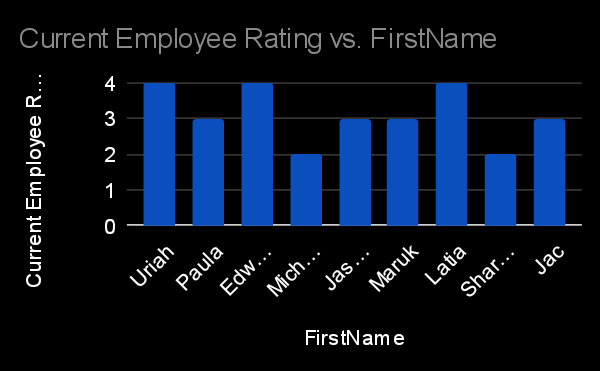 Current Employee Rating vs. FirstName
Current Employee R…
4
3
2
1
0
Uriah
Paula
Edw…
Mich…
Jas…
Maruk
Latia
Shar…
Jac
FirstName